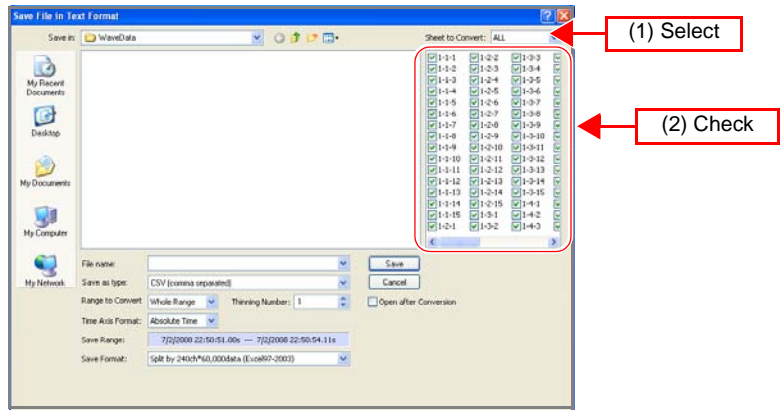 Save File in Text Format
Save in: WaveData
Sheet to Convert: ALL
(1) Select
My Recent
Documents
Desktop
My Documents
My Computer
My Network
1-1-1 1-2-2 1-3-3
1-1-2 1-2-3 1-3-4
1-1-3 1-2-4 1-3-5
1-1-4 1-2-5 1-3-6
1-1-5 1-2-6 1-3-7
1-1-6 1-2-7 1-3-8
1-1-7 1-2-8 1-3-9
1-1-8 1-2-9 1-3-10
1-1-9 1-2-10 1-3-11
1-1-10 1-2-11 1-3-12
1-1-11 1-2-12 1-3-13
1-1-12 1-2-13 1-3-14
1-1-13 1-2-14 1-3-15
1-1-14 1-2-15 1-4-1
1-1-15 1-3-1 1-4-2
1-2-1 1-3-2 1-4-3
(2) Check
File name: Save
Save as type: CSV (comma separated) Cancel
Range to Convert Whole Range Thinning Number: 1 Open after Conversion
Time Axis Format: Absolute Time
Save Range: 7/2/2008 22:50:51.00s --- 7/2/2008 22:50:54.11s
Save Format: Split by 240ch*60,000data (Excel97-2003)